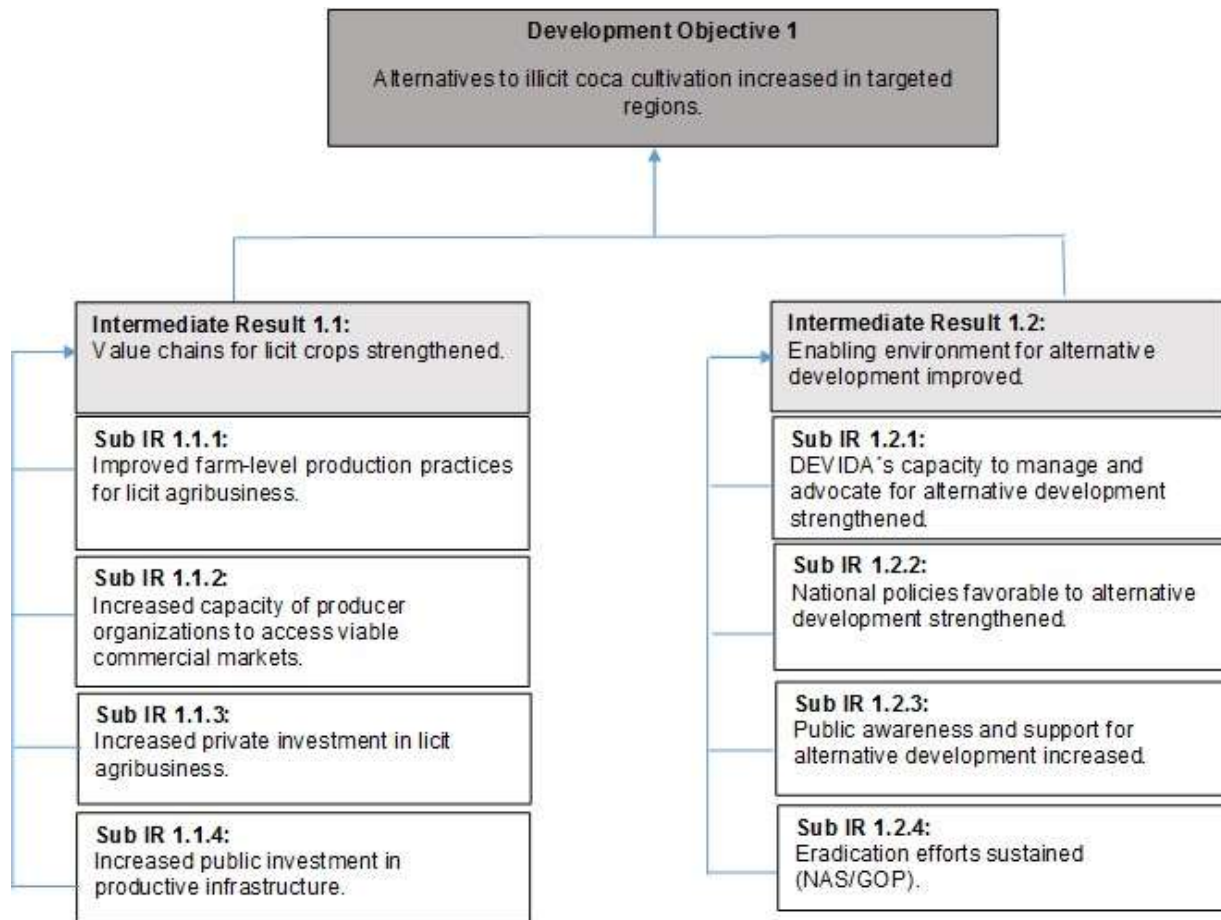 Development Objective 1
Alternatives to illicit coca cultivation increased in targeted
regions.
Intermediate Result 1.1:
Value chains for licit crops strengthened.
Sub IR 1.1.1:
Improved farm-level production practices
for licit agribusiness.
Sub IR 1.1.2:
Increased capacity of producer
organizations to access viable
commercial markets.
Sub IR 1.1.3:
Increased private investment in licit
agribusiness.
Sub IR 1.1.4:
Increased public investment in
productive infrastructure.
Intermediate Result 1.2:
Enabling environment for alternative
development improved.
Sub IR 1.2.1:
DEVIDA´s capacity to manage and
advocate for alternative development
strengthened.
Sub IR 1.2.2:
National policies favorable to alternative
development strengthened.
Sub IR 1.2.3:
Public awareness and support for
alternative development increased.
Sub IR 1.2.4:
Eradication efforts sustained
(NAS/GOP).